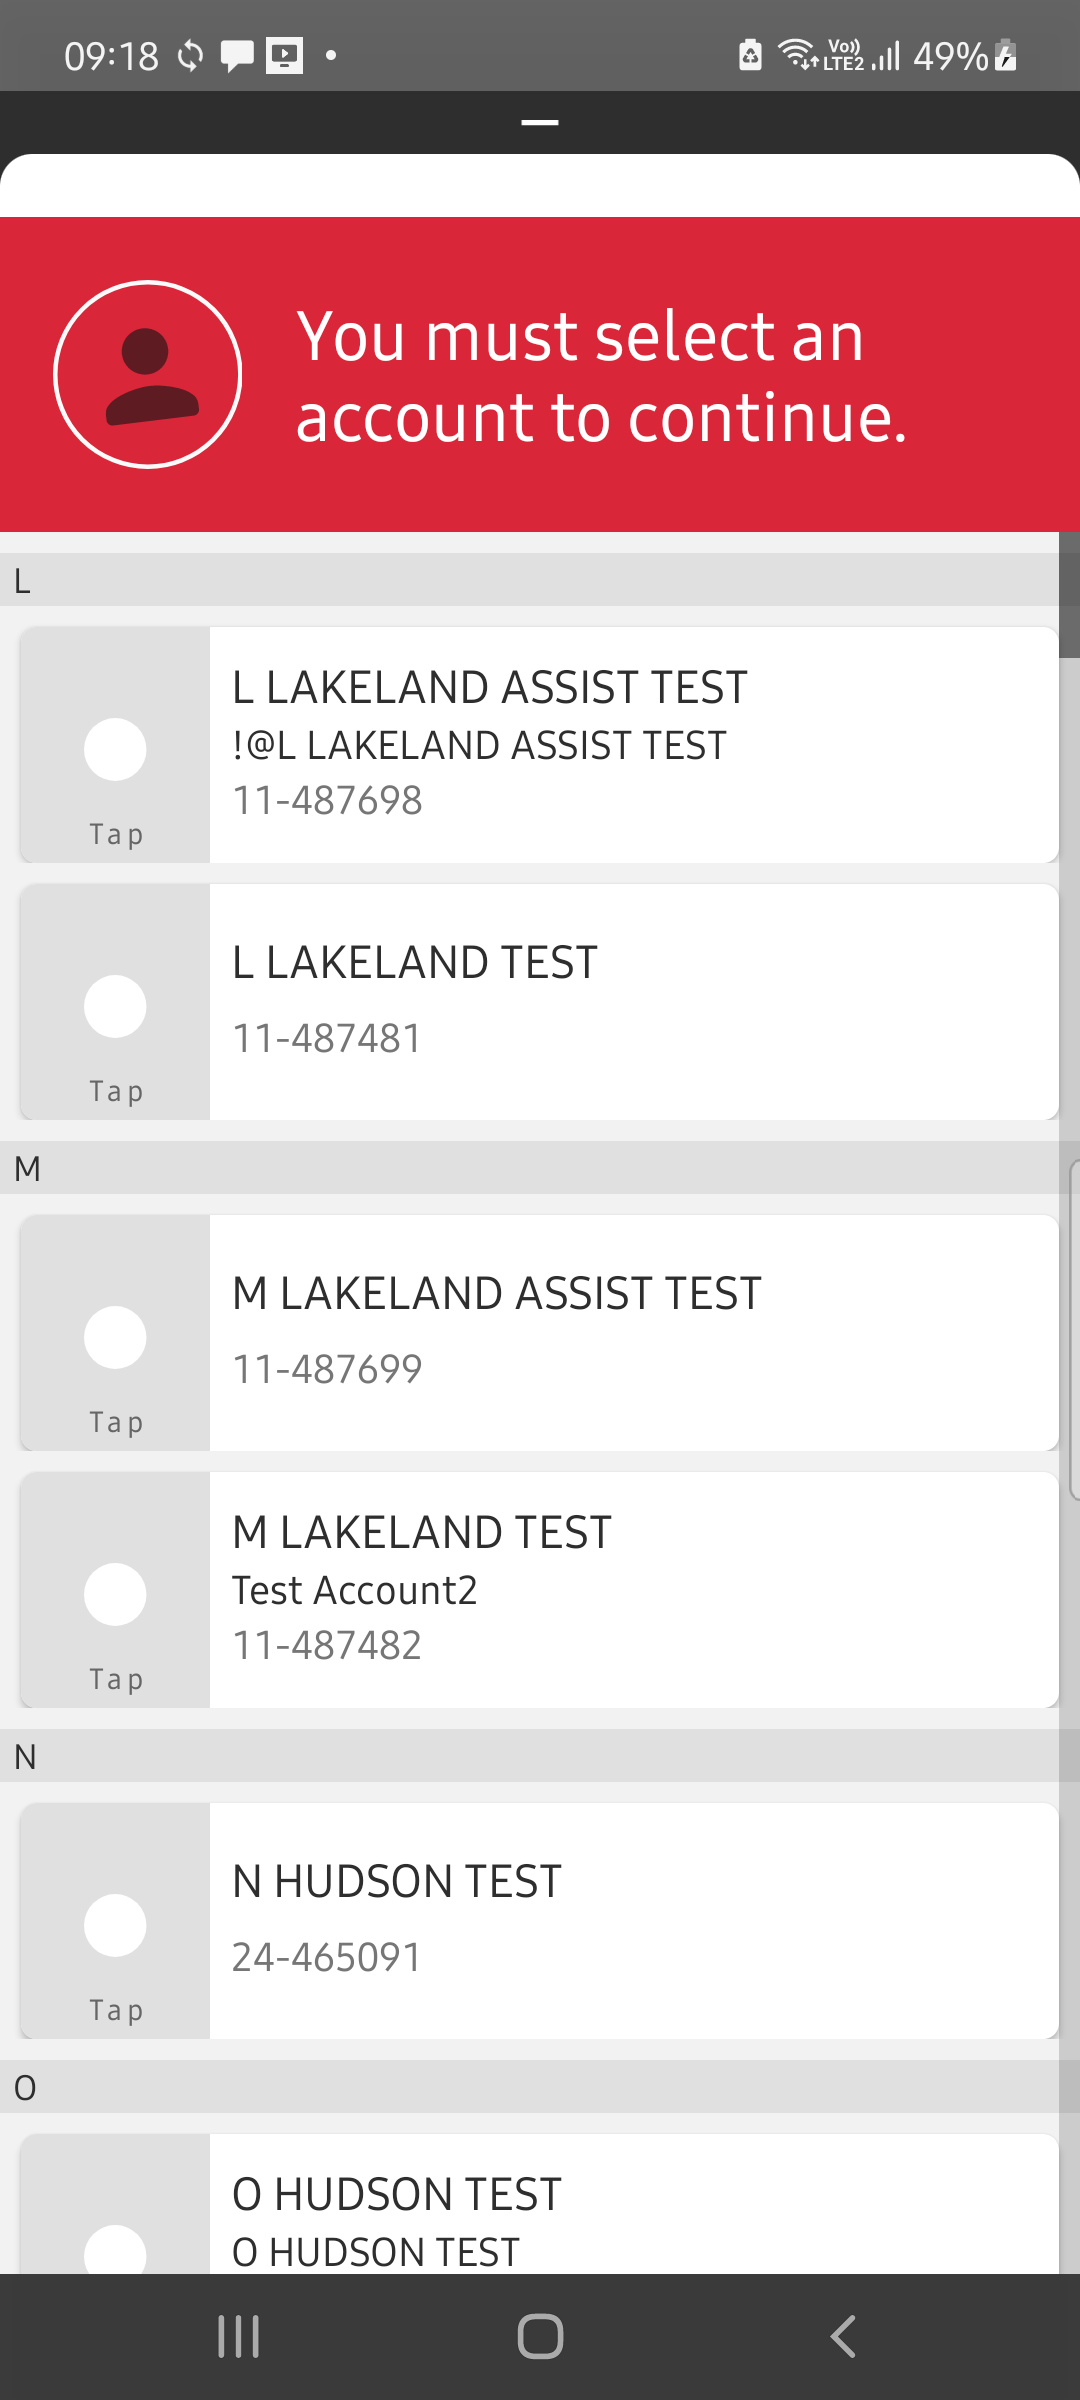 09:18
Vo)) LTE2 49%
You must select an
account to continue.
L
L LAKELAND ASSIST TEST
!@L LAKELAND ASSIST TEST
11-487698
Tap
L LAKELAND TEST
11-487481
Tap
M
M LAKELAND ASSIST TEST
11-487699
Tap
M LAKELAND TEST
Test Account2
11-487482
Tap
N
N HUDSON TEST
24-465091
Tap
O
O HUDSON TEST
O HUDSON TEST